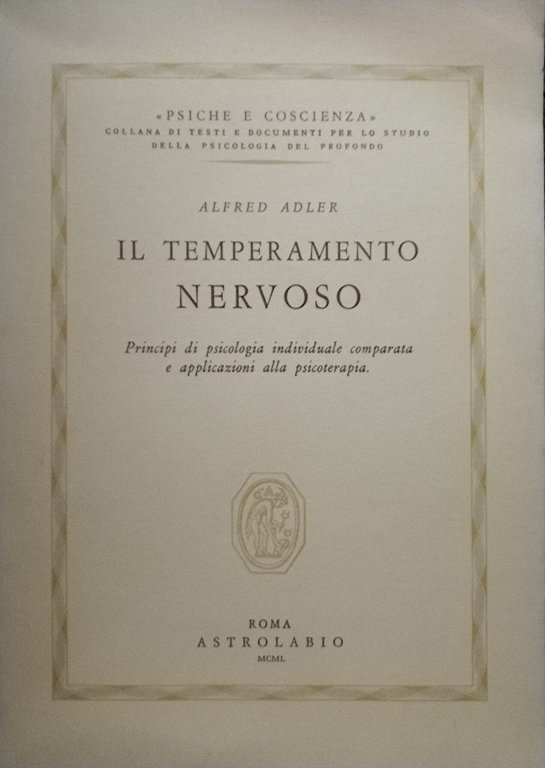 «PSICHE E COSCIENZA»
COLLANA DI TESTI E DOCUMENTI PER LO STUDIO
DELLA PSICOLOGIA DEL PROFONDO
ALFRED ADLER
IL TEMPERAMENTO
NERVOSO
Principi di psicologia individuale comparata
e applicazioni alla psicoterapia.
ROMA
ASTROLABIO
MCML